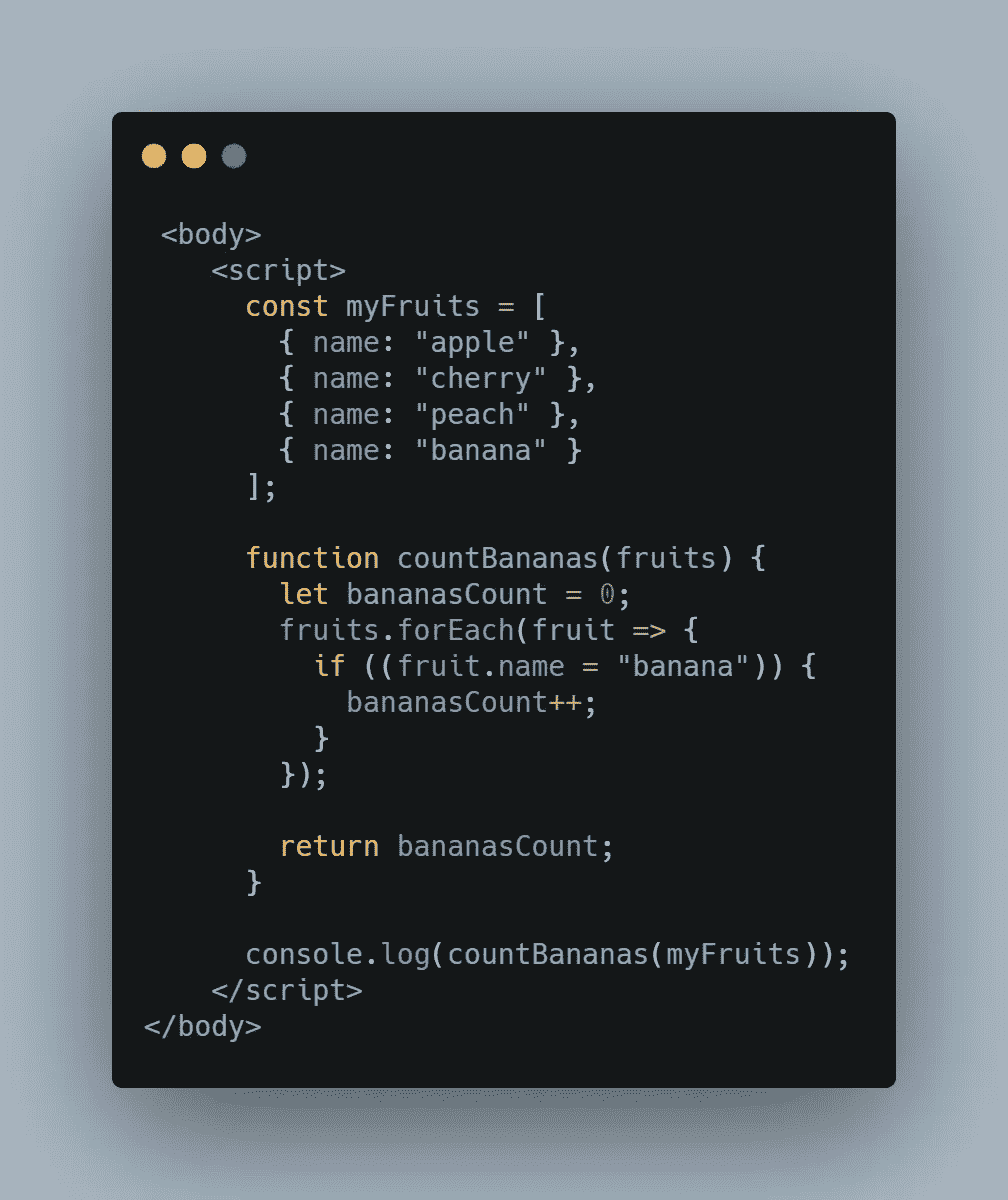 <body>
<script>
const myFruits = [
{ name: "apple" },
{ name: "cherry" },
{ name: "peach" },
{ name: "banana" }
];
function countBananas(fruits) {
let bananasCount = 0;
fruits.forEach(fruit => {
if ((fruit.name = "banana")) {
bananasCount++;
}
});
return bananasCount;
}
console.log(countBananas(myFruits));
</script>
</body>